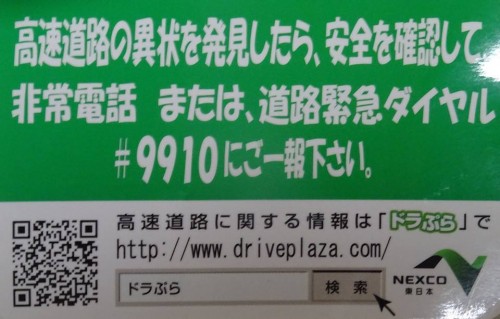 高速道路の異状を発見したら、安全を確認して
非常電話 または、道路緊急ダイヤル
#9910にご一報下さい。
高速道路に関する情報は「ドラぷら」で
http://www.driveplaza.com/
ドラぷら 検索
NEXCO
東日本